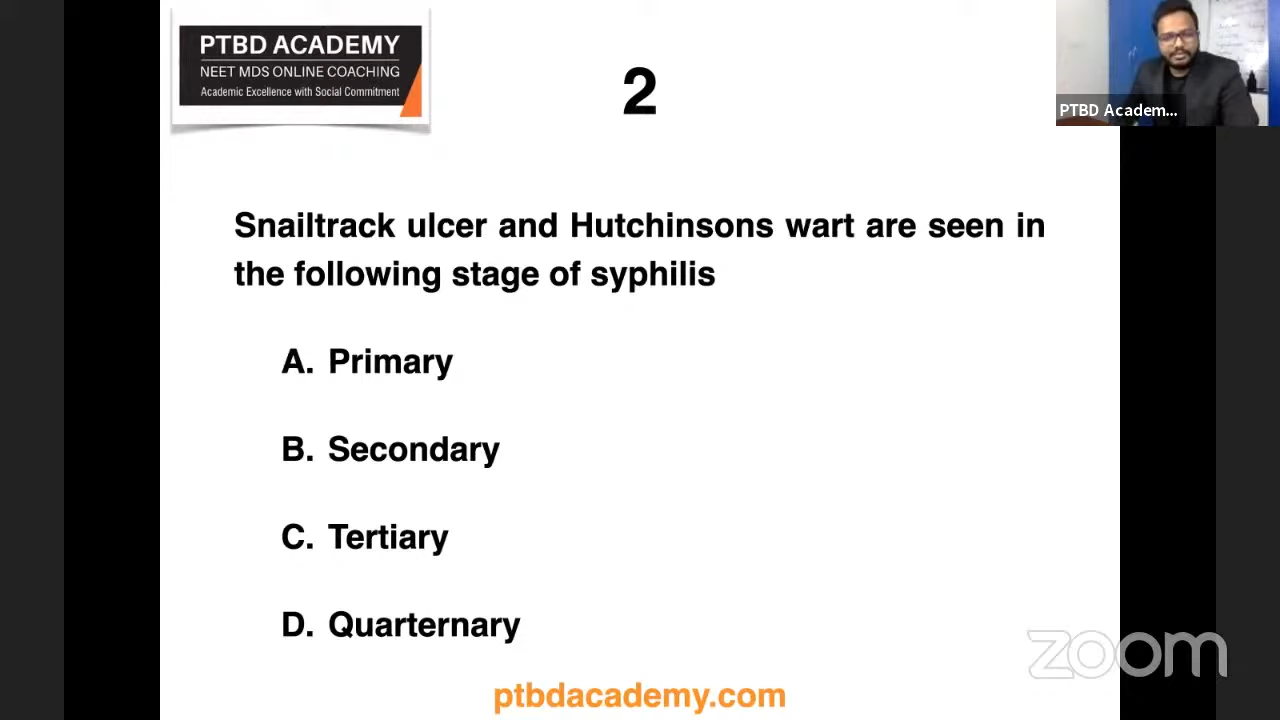 PTBD ACADEMY
NEET MDS ONLINE COACHING
Academic Excellence with Social Commitment
2
PTBD Academ...
Snailtrack ulcer and Hutchinsons wart are seen in
the following stage of syphilis
A. Primary
B. Secondary
C. Tertiary
D. Quarternary
zoom
ptbdacademy.com